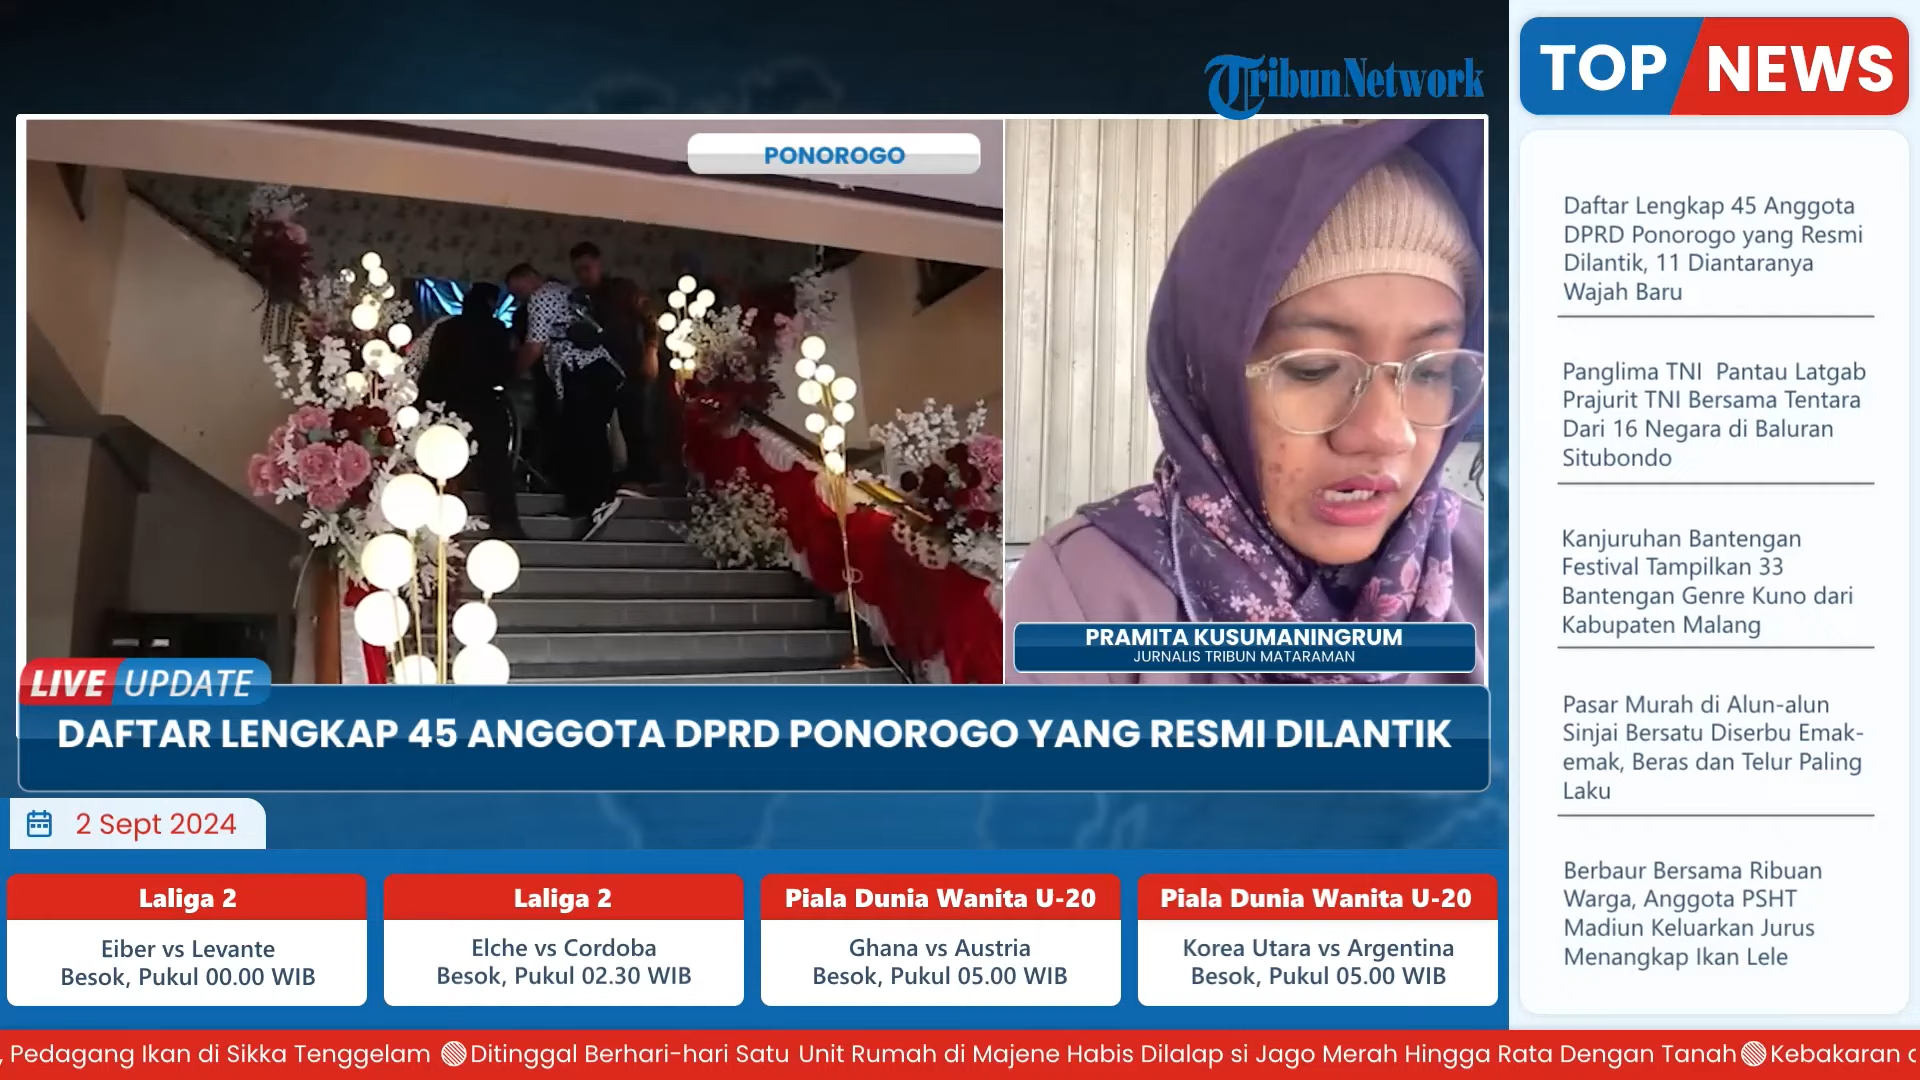 TribunNetwork
PONOROGO
PRAMITA KUSUMANINGRUM
JURNALIS TRIBUN MATARAMAN
LIVE UPDATE
DAFTAR LENGKAP 45 ANGGOTA DPRD PONOROGO YANG RESMI DILANTIK
2 Sept 2024
Laliga 2
Eiber vs Levante
Besok, Pukul 00.00 WIB
Laliga 2
Elche vs Cordoba
Besok, Pukul 02.30 WIB
Piala Dunia Wanita U-20
Ghana vs Austria
Besok, Pukul 05.00 WIB
Piala Dunia Wanita U-20
Korea Utara vs Argentina
Besok, Pukul 05.00 WIB
TOP NEWS
Daftar Lengkap 45 Anggota
DPRD Ponorogo yang Resmi
Dilantik, 11 Diantaranya
Wajah Baru
Panglima TNI  Pantau Latgab
Prajurit TNI Bersama Tentara
Dari 16 Negara di Baluran
Situbondo
Kanjuruhan Bantengan
Festival Tampilkan 33
Bantengan Genre Kuno dari
Kabupaten Malang
Pasar Murah di Alun-alun
Sinjai Bersatu Diserbu Emak-
emak, Beras dan Telur Paling
Laku
Berbaur Bersama Ribuan
Warga, Anggota PSHT
Madiun Keluarkan Jurus
Menangkap Ikan Lele
, Pedagang Ikan di Sikka Tenggelam Ditinggal Berhari-hari Satu Unit Rumah di Majene Habis Dilalap si Jago Merah Hingga Rata Dengan Tanah Kebakaran